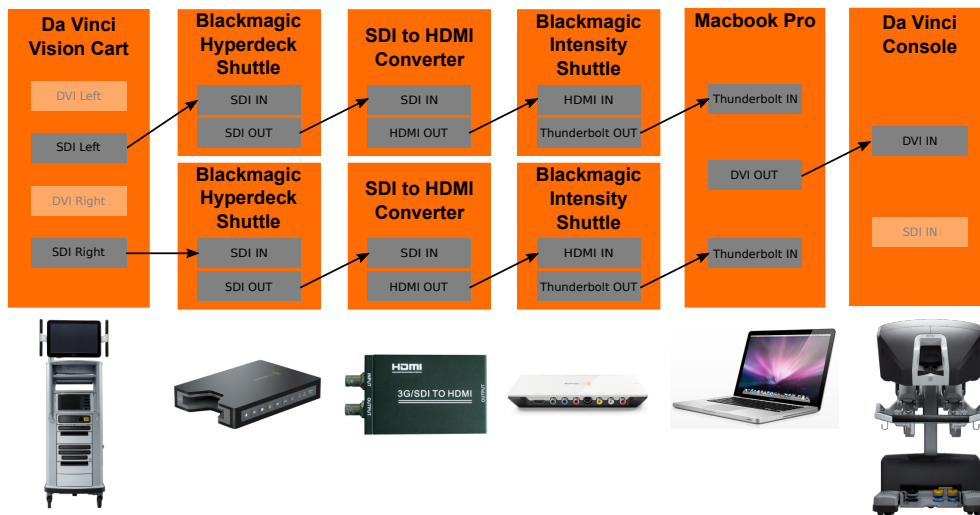 Da Vinci
Vision Cart
DVI Left
SDI Left
DVI Right
SDI Right
Blackmagic
Hyperdeck
Shuttle
SDI IN
SDI OUT
SDI to HDMI
Converter
SDI IN
HDMI OUT
Blackmagic
Intensity
Shuttle
HDMI IN
Thunderbolt OUT
Blackmagic
Hyperdeck
Shuttle
SDI IN
SDI OUT
SDI to HDMI
Converter
SDI IN
HDMI OUT
Blackmagic
Intensity
Shuttle
HDMI IN
Thunderbolt OUT
Macbook Pro
Thunderbolt IN
DVI OUT
Thunderbolt IN
Da Vinci
Console
DVI IN
SDI IN
HDMI
INPUT
OUTPUT
3G/SDI TO HDMI
OUTPUT